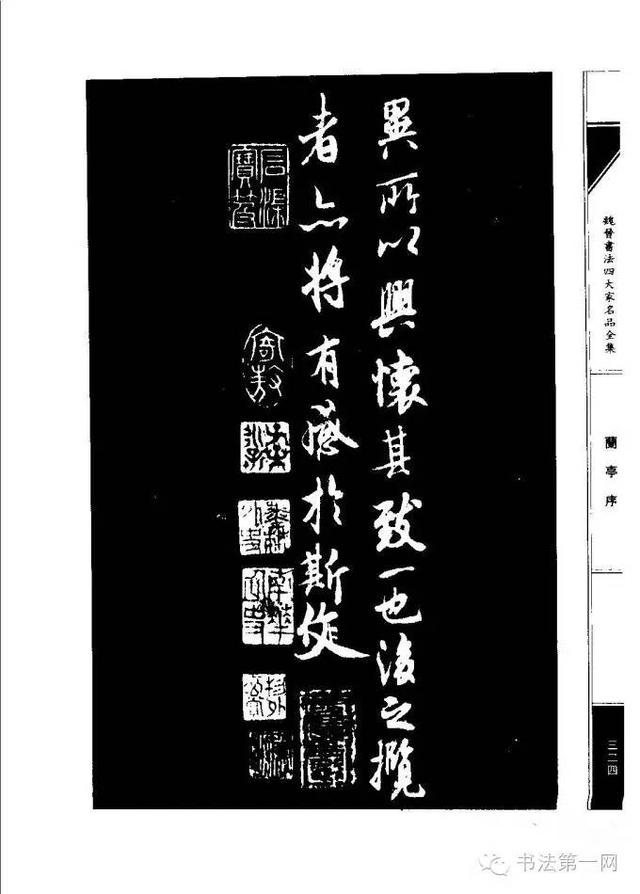 異所以興懷其致一也後之攬
者亦將有感於斯作
魏晉書法四大家名品全集
蘭亭序
三二四
书法第一网